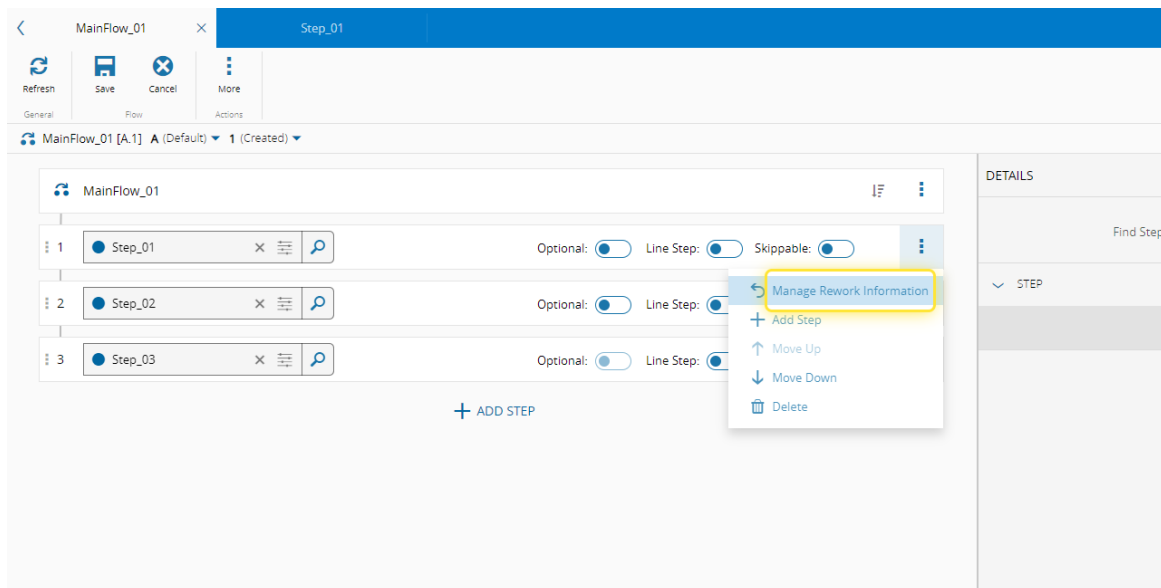 MainFlow_01
Step_01
Refresh
Save
Cancel
More
General
Flow
Actions
MainFlow_01 [A.1] A (Default) 1 (Created)
MainFlow_01
DETAILS
Find Step
1 Step_01 Optional: Line Step: Skippable:
STEP
Manage Rework Information
2 Step_02 Optional: Line Step:
Add Step
Move Up
3 Step_03 Optional: Line Step:
Move Down
Delete
ADD STEP